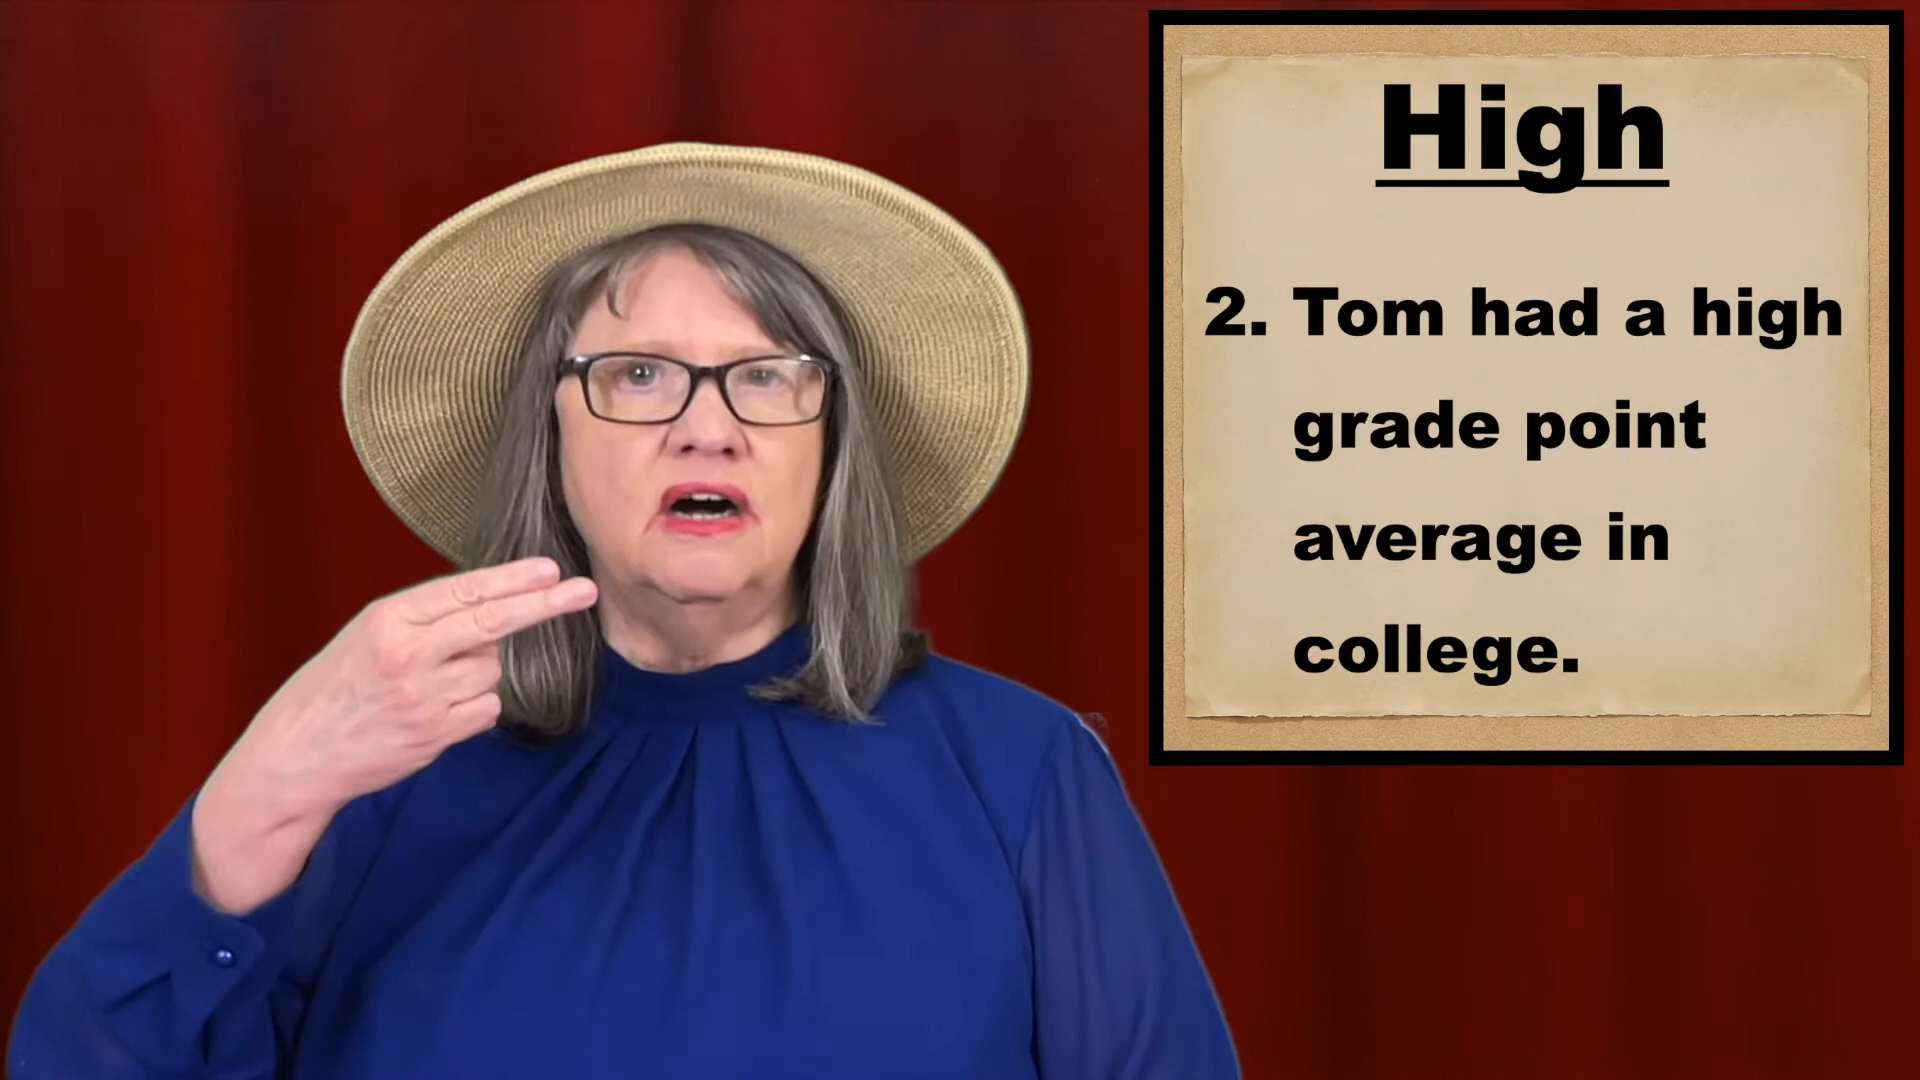 High
2. Tom had a high
grade point
average in
college.